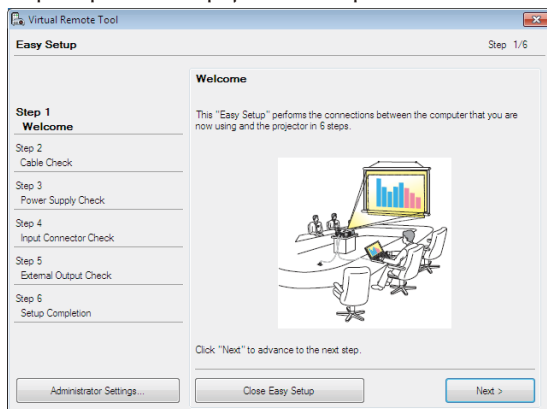 Virtual Remote Tool
Easy Setup
Step 1/6
Welcome
Step 1
Welcome
This "Easy Setup" performs the connections between the computer that you are
now using and the projector in 6 steps.
Step 2
Cable Check
Step 3
Power Supply Check
Step 4
Input Connector Check
Step 5
External Output Check
Step 6
Setup Completion
Click "Next" to advance to the next step.
Administrator Settings...
Close Easy Setup
Next >